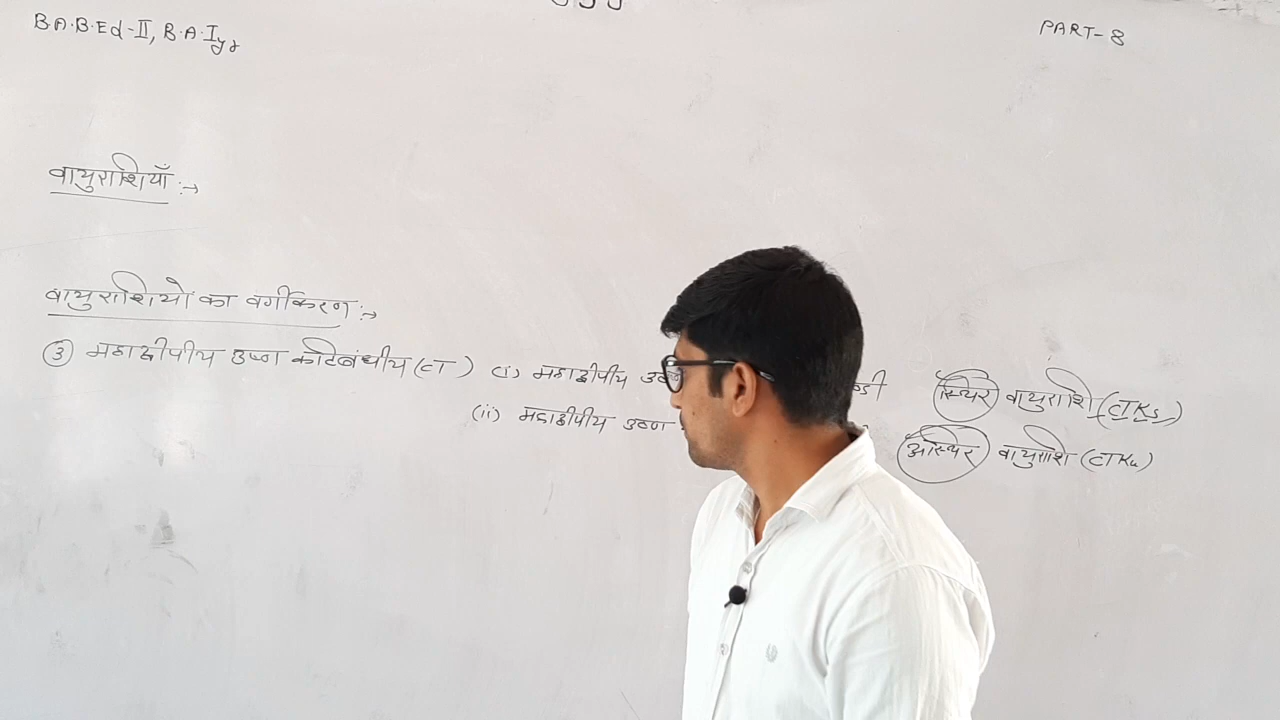 B.A.B.Ed-II, B.A.I yr
PART-8
वायुराशियाँ :→
वायुराशियों का वर्गीकरण :→
③ महाद्वीपीय उष्ण कटिबंधीय (CT) (i) महाद्वीपीय स्थिर वायुराशि (CTKs)
(ii) महाद्वीपीय उष्ण अस्थिर वायुराशि (CTKu)